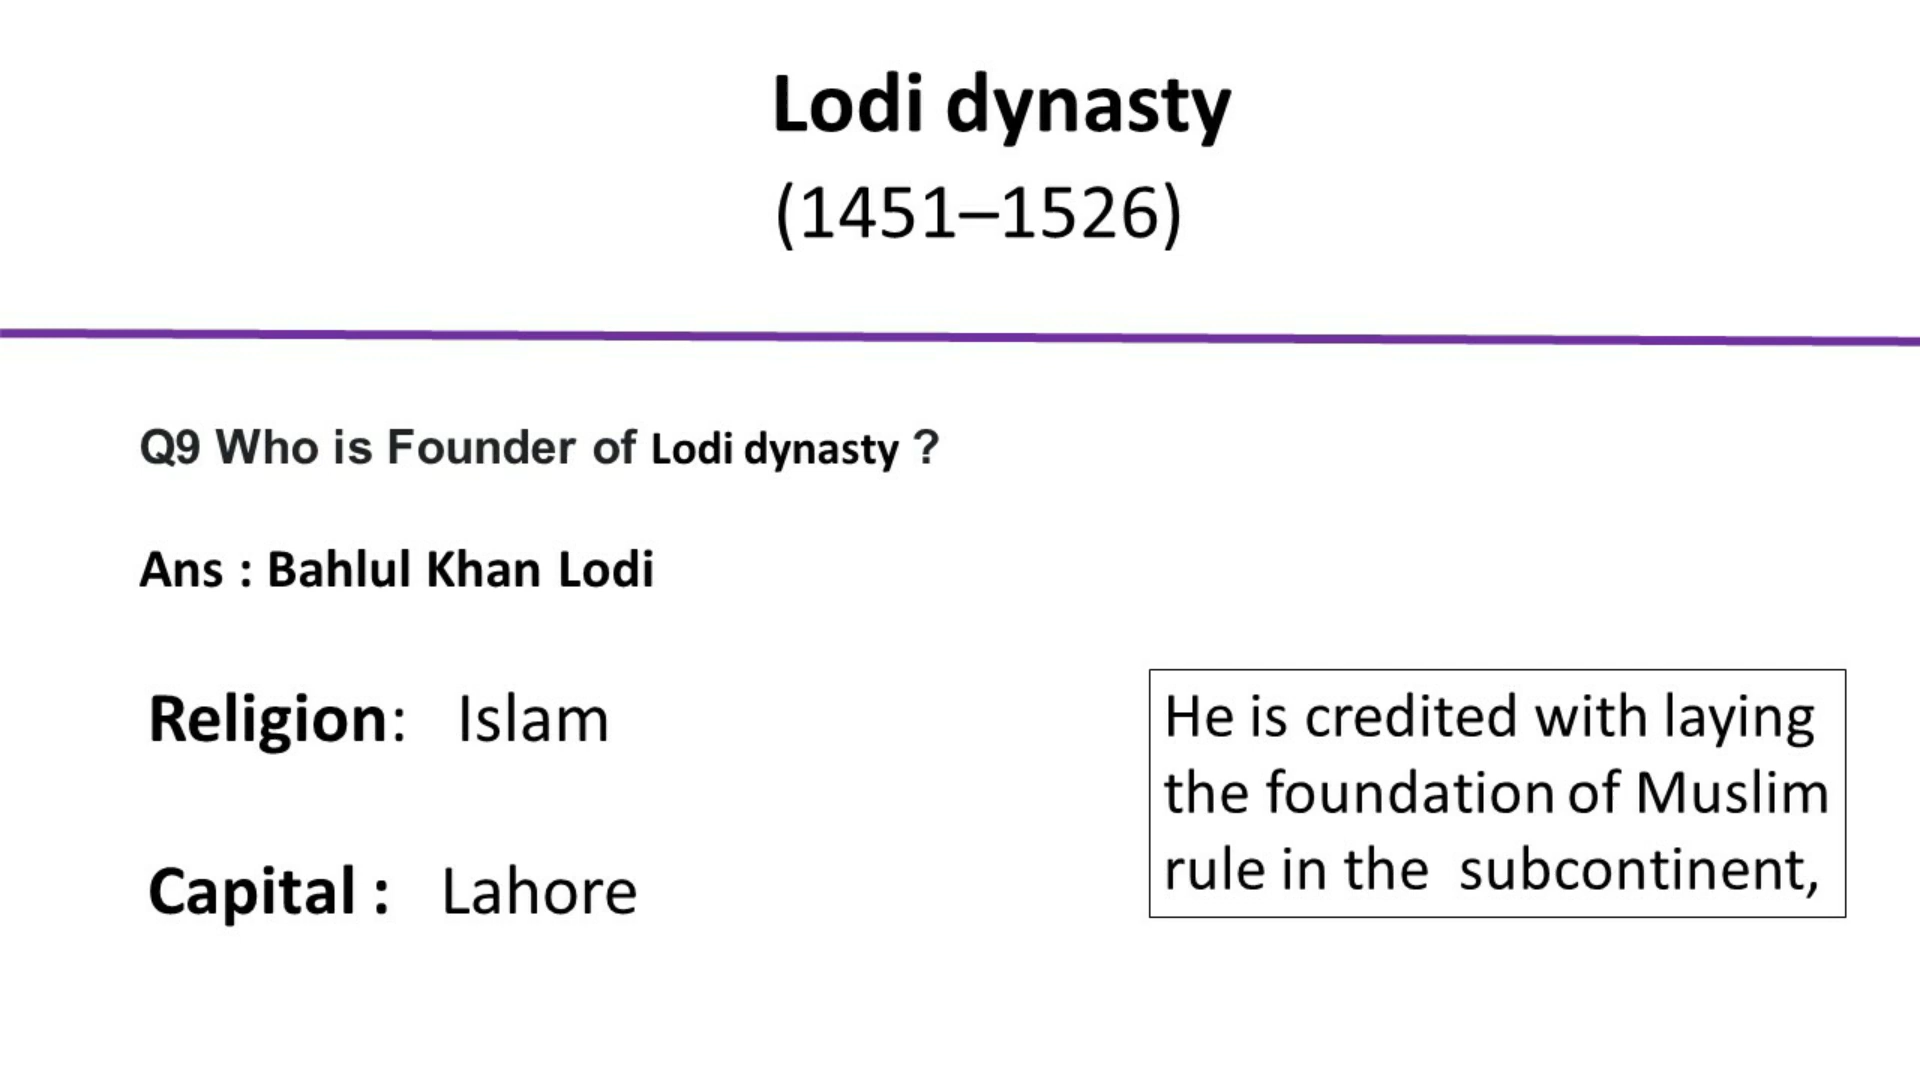 Lodi dynasty
(1451–1526)
Q9 Who is Founder of Lodi dynasty ?
Ans : Bahlul Khan Lodi
Religion: Islam
Capital : Lahore
He is credited with laying
the foundation of Muslim
rule in the subcontinent,